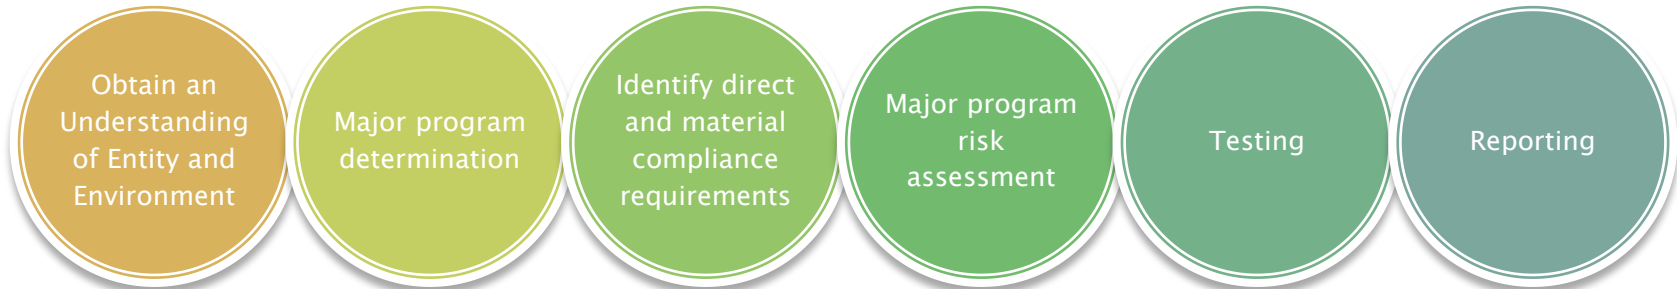 Obtain an
Understanding
of Entity and
Environment
Major program
determination
Identify direct
and material
compliance
requirements
Major program
risk
assessment
Testing
Reporting